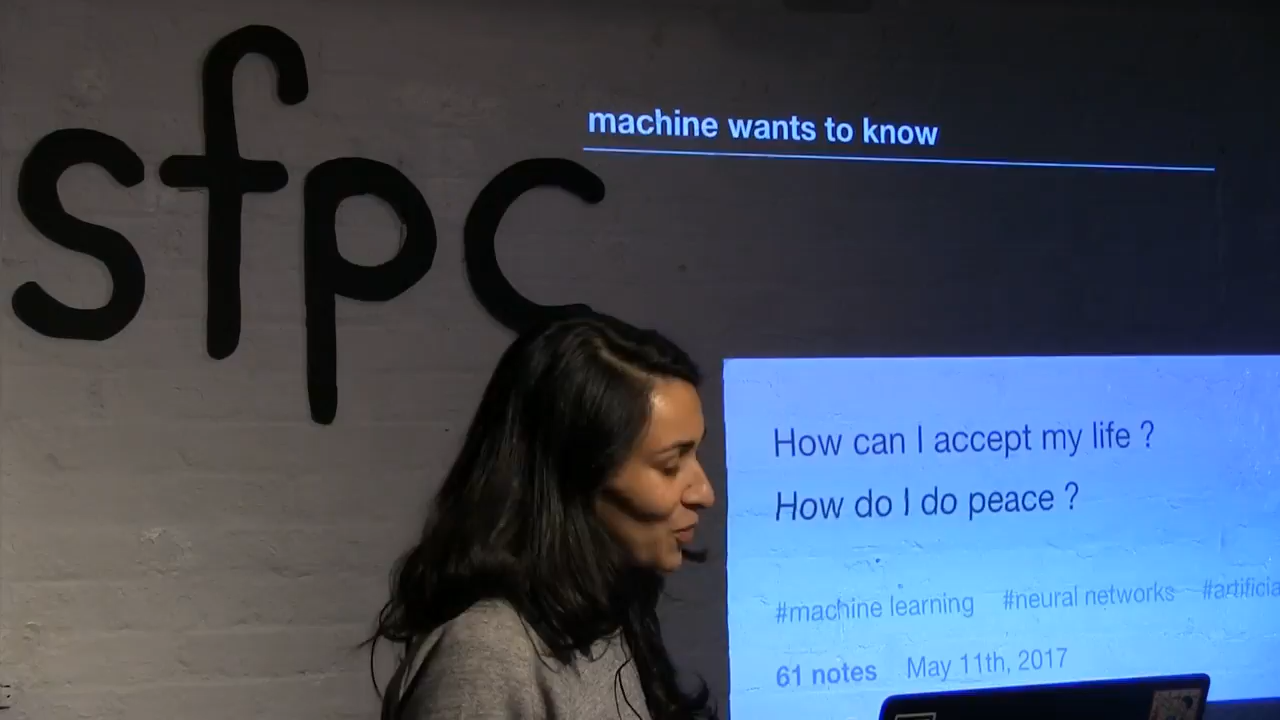 sfpc
machine wants to know
How can I accept my life ?
How do I do peace ?
#machine learning #neural networks #artificia
61 notes May 11th, 2017